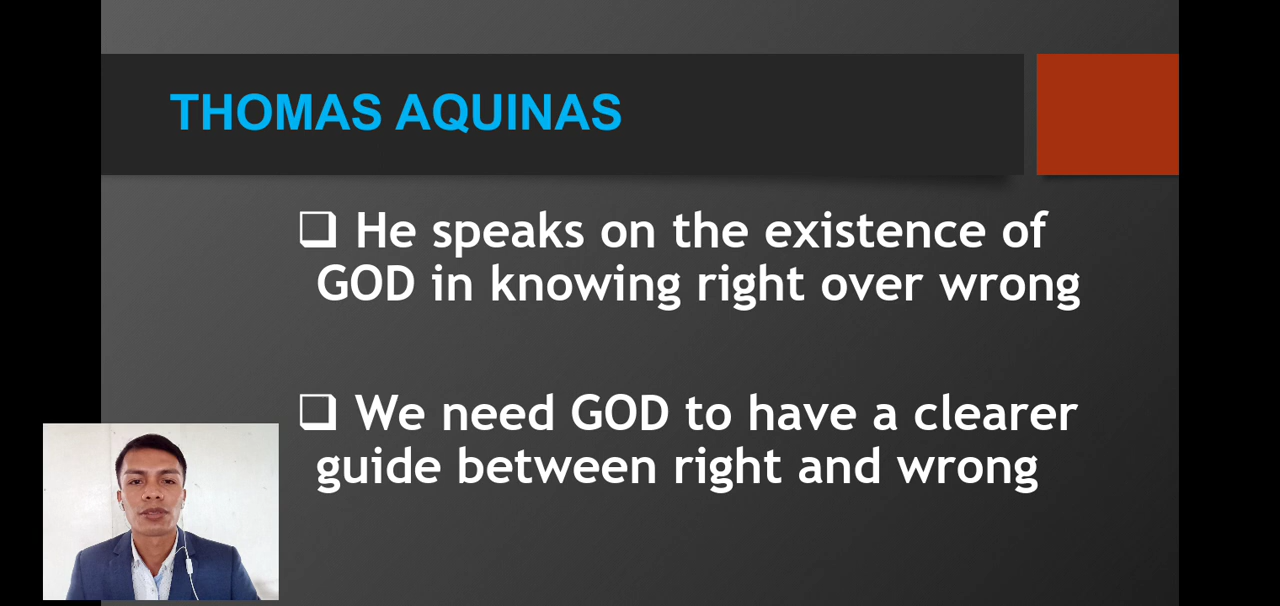 THOMAS AQUINAS
❑ He speaks on the existence of
GOD in knowing right over wrong
❑ We need GOD to have a clearer
guide between right and wrong